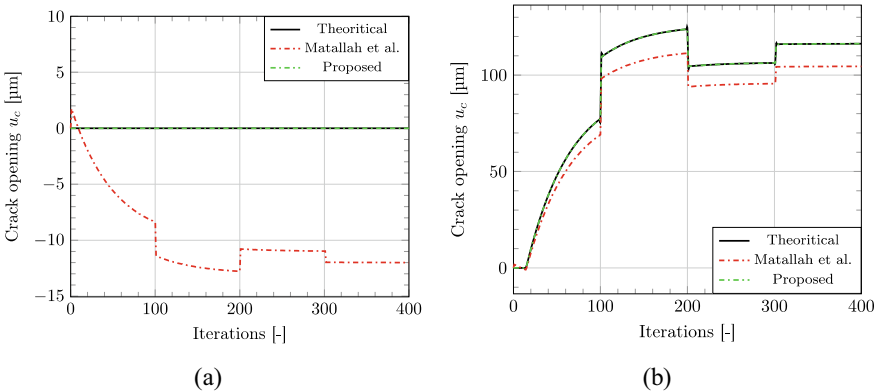 10
5
0
−5
−10
−15
0
100
200
300
400
Iterations [-]
Crack opening u_c [µm]
Theoritical
Matallah et al.
Proposed
(a)
100
50
0
0
100
200
300
400
Iterations [-]
Crack opening u_c [µm]
Theoritical
Matallah et al.
Proposed
(b)